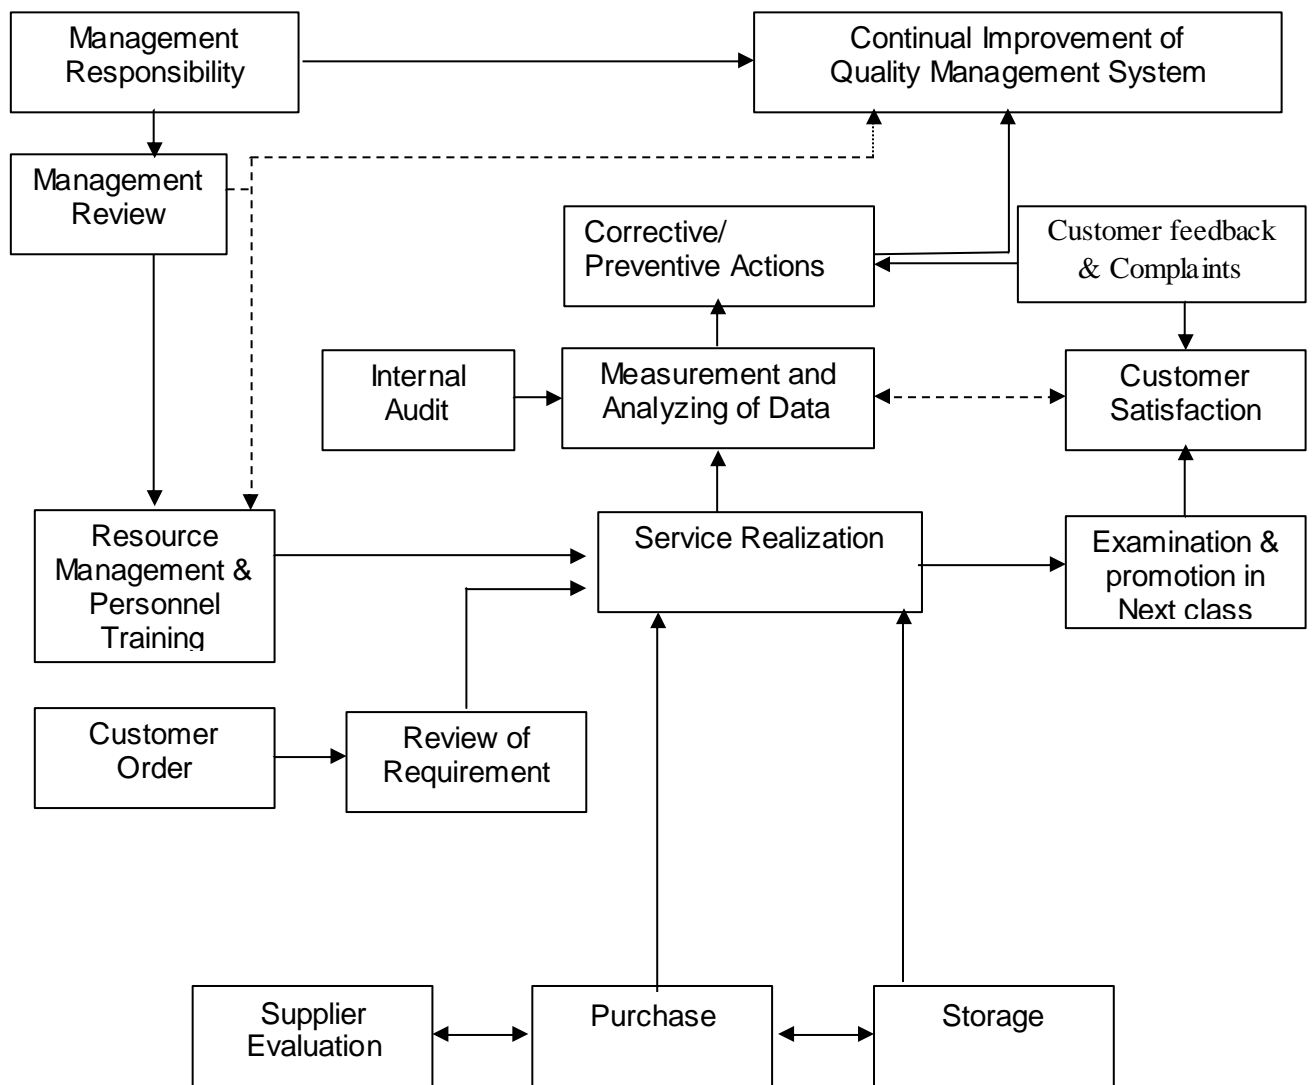 Management
Responsibility
Continual Improvement of
Quality Management System
Management
Review
Corrective/
Preventive Actions
Customer feedback
& Complaints
Internal
Audit
Measurement and
Analyzing of Data
Customer
Satisfaction
Resource
Management &
Personnel
Training
Service Realization
Examination &
promotion in
Next class
Customer
Order
Review of
Requirement
Supplier
Evaluation
Purchase
Storage